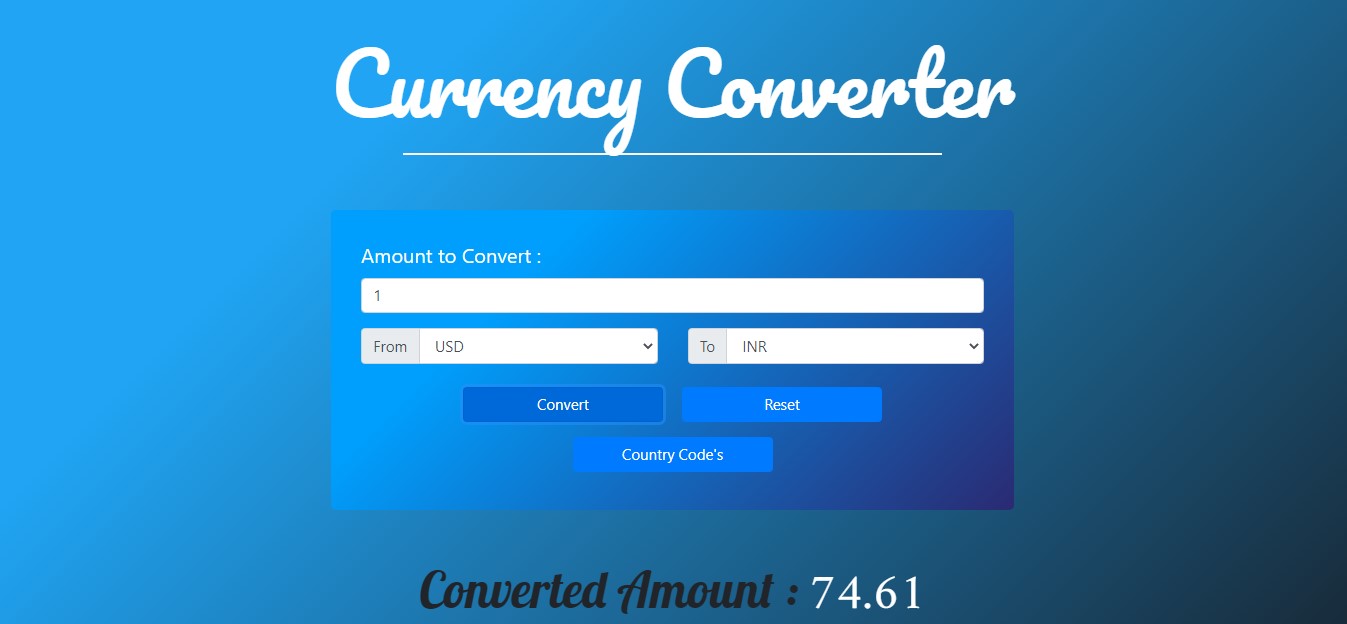 Currency Converter
Amount to Convert :
1
From USD To INR
Convert Reset
Country Code's
Converted Amount : 74.61